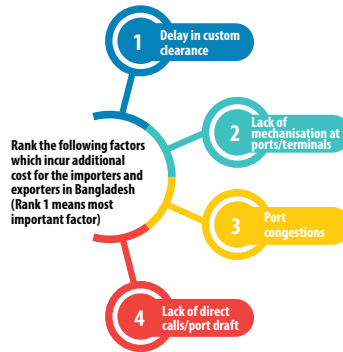 1
Delay in custom
clearance
2
Lack of
mechanisation at
ports/terminals
Rank the following factors
which incur additional
cost for the importers and
exporters in Bangladesh
(Rank 1 means most
important factor)
3
Port
congestions
4
Lack of direct
calls/port draft